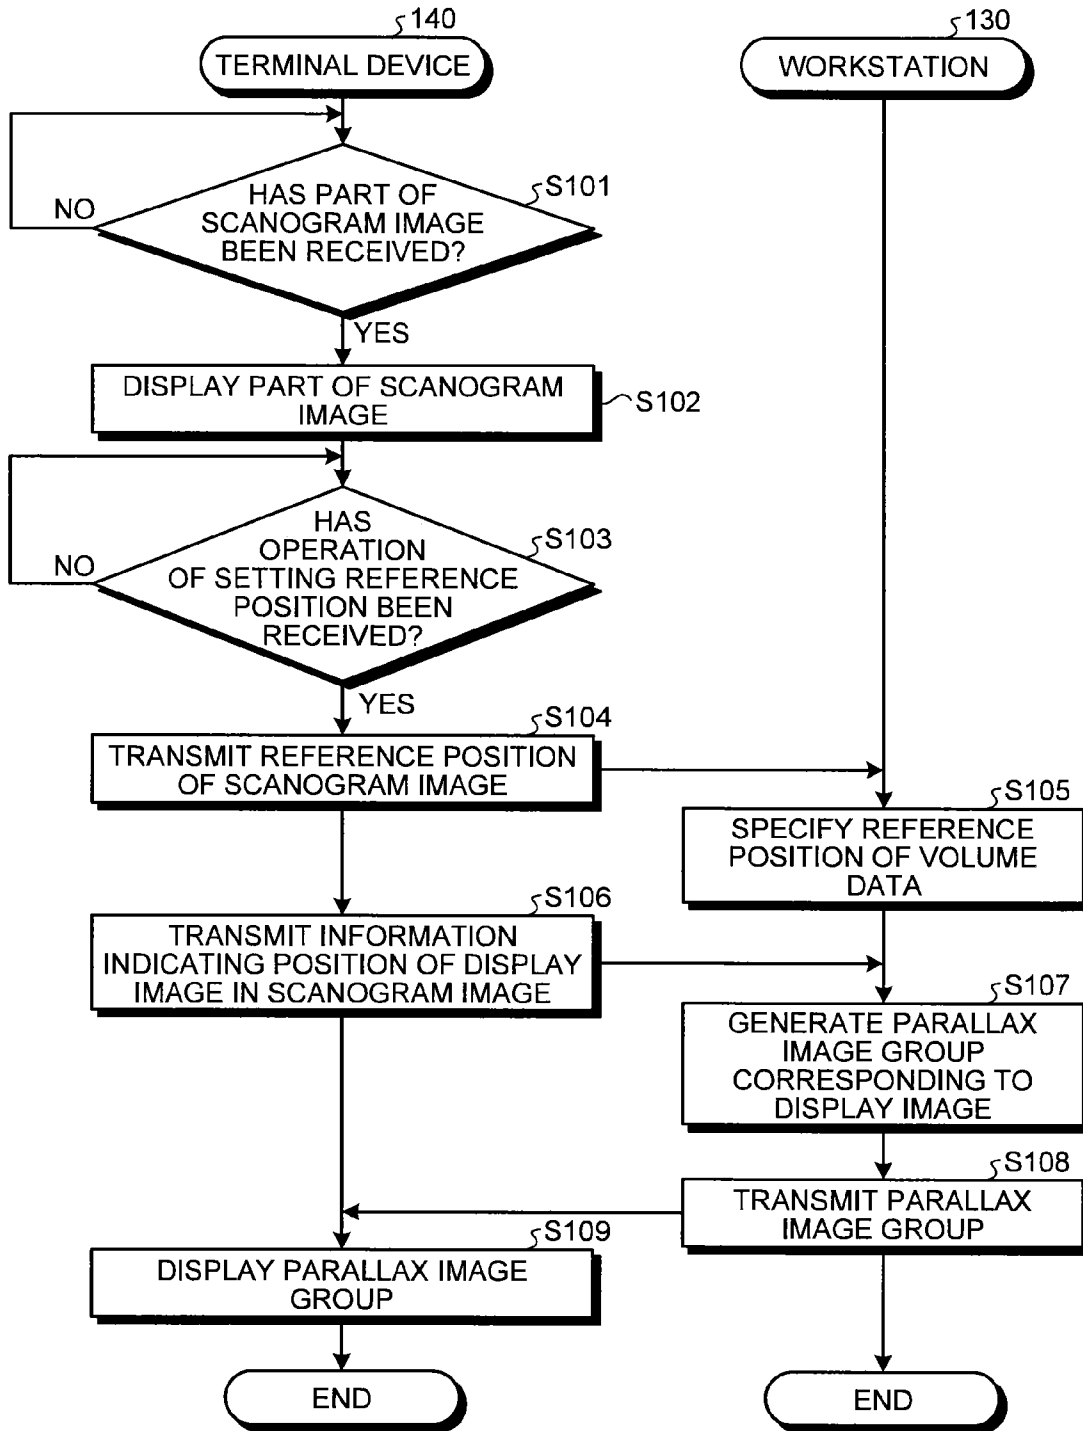 140
130
TERMINAL DEVICE
WORKSTATION
S101
HAS PART OF
SCANOGRAM IMAGE
BEEN RECEIVED?
NO
YES
DISPLAY PART OF SCANOGRAM
IMAGE
S102
S103
HAS
OPERATION
OF SETTING REFERENCE
POSITION BEEN
RECEIVED?
NO
YES
S104
TRANSMIT REFERENCE POSITION
OF SCANOGRAM IMAGE
S105
SPECIFY REFERENCE
POSITION OF VOLUME
DATA
S106
TRANSMIT INFORMATION
INDICATING POSITION OF DISPLAY
IMAGE IN SCANOGRAM IMAGE
S107
GENERATE PARALLAX
IMAGE GROUP
CORRESPONDING TO
DISPLAY IMAGE
S108
TRANSMIT PARALLAX
IMAGE GROUP
S109
DISPLAY PARALLAX IMAGE
GROUP
END
END